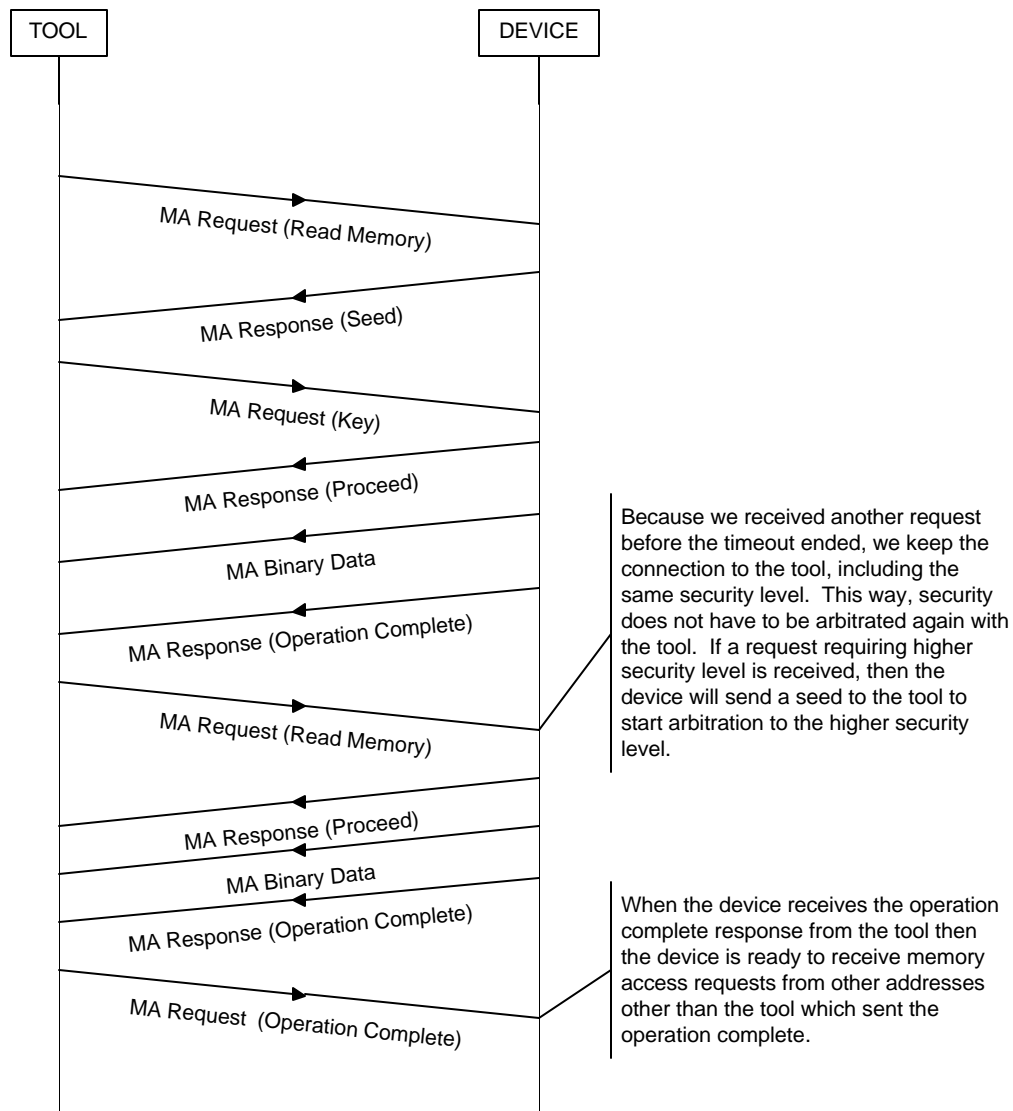 TOOL
DEVICE
MA Request (Read Memory)
MA Response (Seed)
MA Request (Key)
MA Response (Proceed)
MA Binary Data
MA Response (Operation Complete)
MA Request (Read Memory)
Because we received another request
before the timeout ended, we keep the
connection to the tool, including the
same security level.  This way, security
does not have to be arbitrated again with
the tool.  If a request requiring higher
security level is received, then the
device will send a seed to the tool to
start arbitration to the higher security
level.
MA Response (Proceed)
MA Binary Data
MA Response (Operation Complete)
MA Request  (Operation Complete)
When the device receives the operation
complete response from the tool then
the device is ready to receive memory
access requests from other addresses
other than the tool which sent the
operation complete.